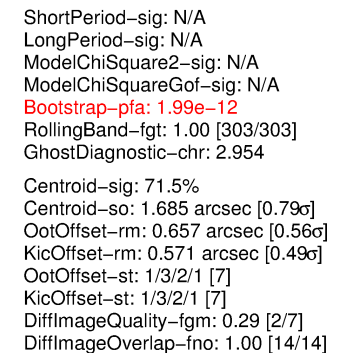 ShortPeriod−sig: N/A
LongPeriod−sig: N/A
ModelChiSquare2−sig: N/A
ModelChiSquareGof−sig: N/A
Bootstrap−pfa: 1.99e−12
RollingBand−fgt: 1.00 [303/303]
GhostDiagnostic−chr: 2.954
Centroid−sig: 71.5%
Centroid−so: 1.685 arcsec [0.79σ]
OotOffset−rm: 0.657 arcsec [0.56σ]
KicOffset−rm: 0.571 arcsec [0.49σ]
OotOffset−st: 1/3/2/1 [7]
KicOffset−st: 1/3/2/1 [7]
DiffImageQuality−fgm: 0.29 [2/7]
DiffImageOverlap−fno: 1.00 [14/14]